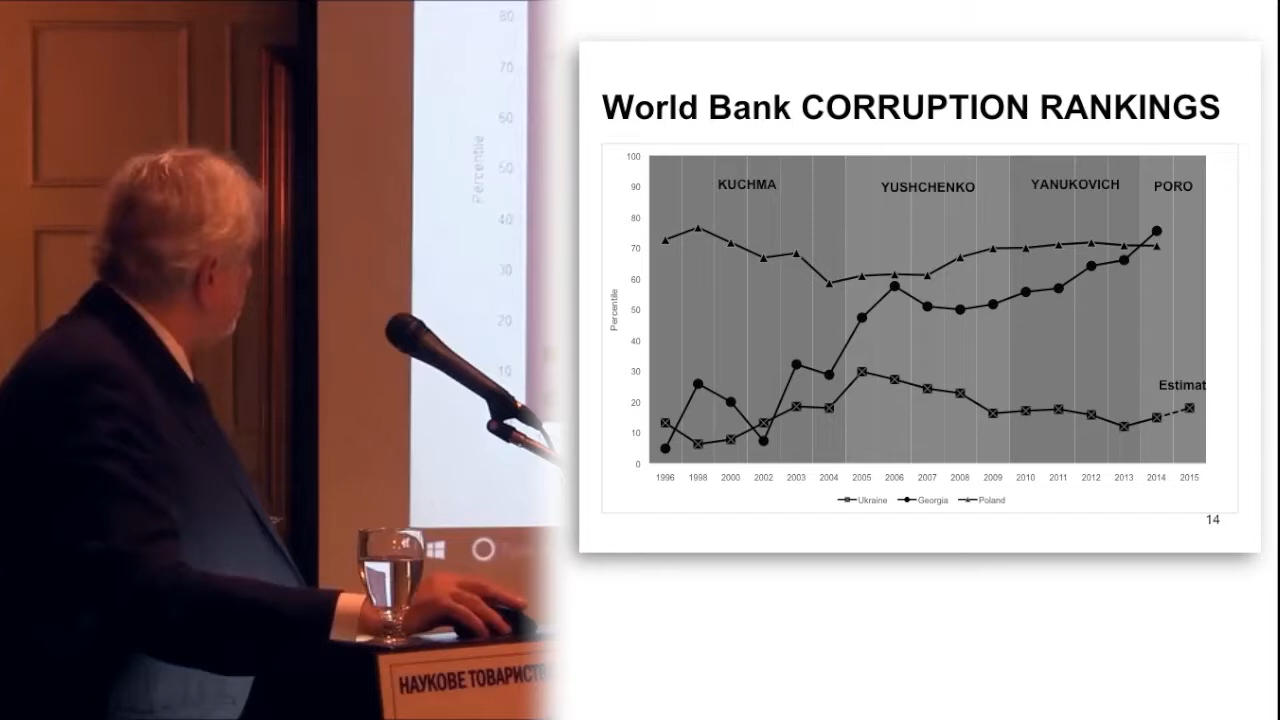 80
70
60
50
40
30
20
10
Percentile
НАУКОВЕ ТОВАРИСТВ
World Bank CORRUPTION RANKINGS
100
90
80
70
60
50
40
30
20
10
0
Percentile
KUCHMA
YUSHCHENKO
YANUKOVICH
PORO
Estimat
1996 1998 2000 2002 2003 2004 2005 2006 2007 2008 2009 2010 2011 2012 2013 2014 2015
Ukraine Georgia Poland
14